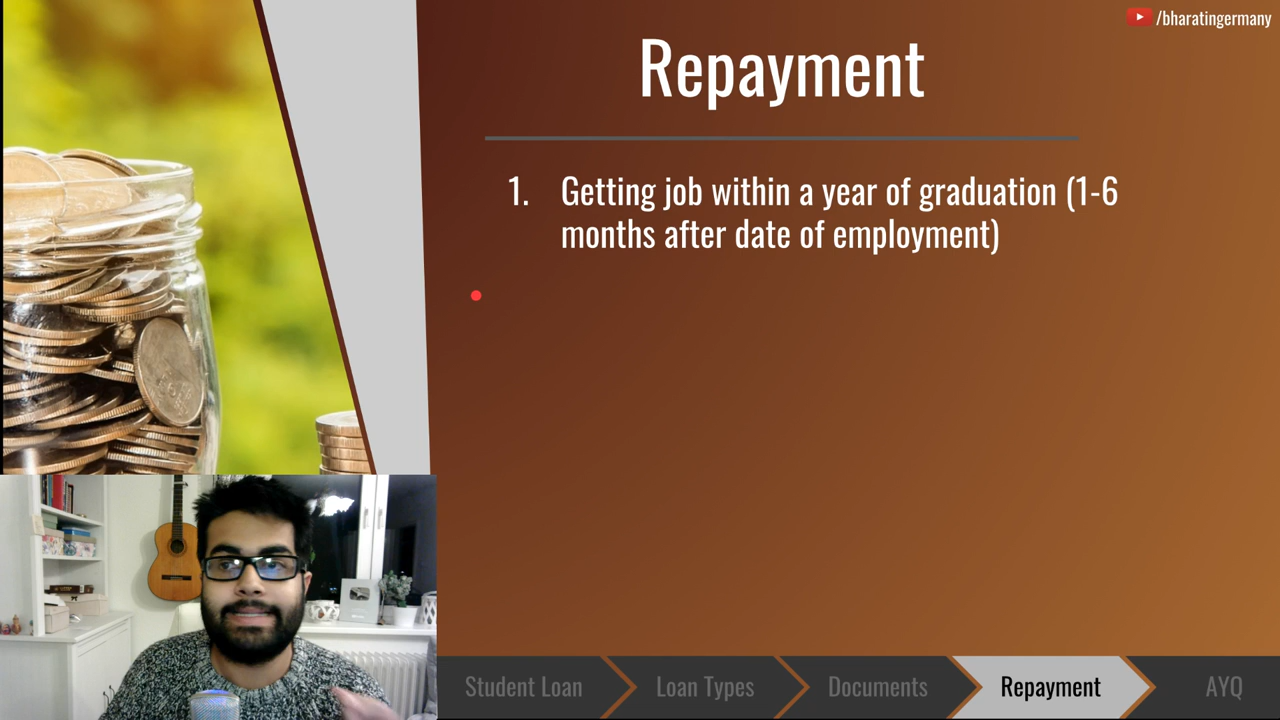 /bharatingermany
Repayment
1. Getting job within a year of graduation (1-6
months after date of employment)
Student Loan
Loan Types
Documents
Repayment
AYQ